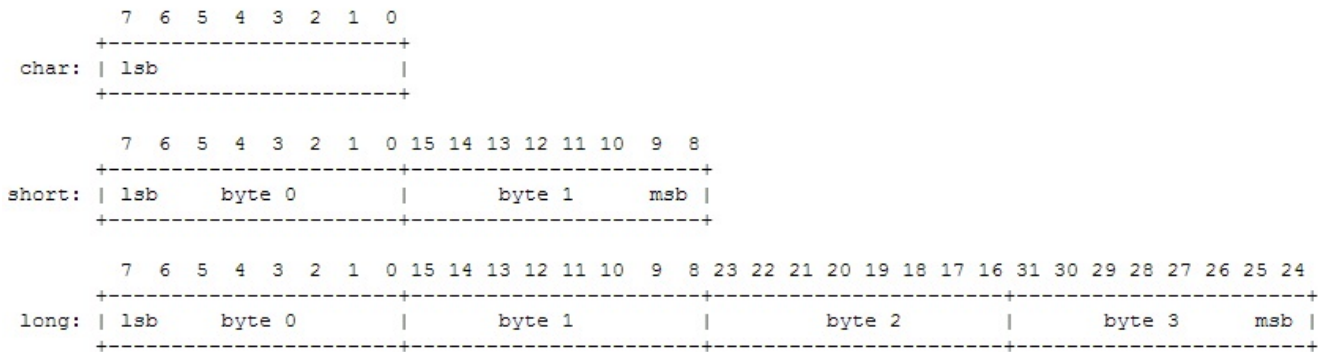 7 6 5 4 3 2 1 0
+-----------------------+
char: | lsb |
+-----------------------+
7 6 5 4 3 2 1 0 15 14 13 12 11 10 9 8
+-----------------------+-----------------------+
short: | lsb byte 0 | byte 1 msb |
+-----------------------+-----------------------+
7 6 5 4 3 2 1 0 15 14 13 12 11 10 9 8 23 22 21 20 19 18 17 16 31 30 29 28 27 26 25 24
+-----------------------+-----------------------+-----------------------+-----------------------+
long: | lsb byte 0 | byte 1 | byte 2 | byte 3 msb |
+-----------------------+-----------------------+-----------------------+-----------------------+